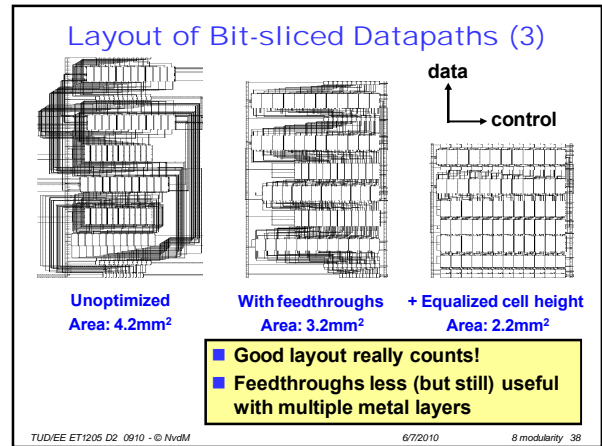 Layout of Bit-sliced Datapaths (3)
data
control
Unoptimized
Area: 4.2mm²
With feedthroughs
Area: 3.2mm²
+ Equalized cell height
Area: 2.2mm²
■ Good layout really counts!
■ Feedthroughs less (but still) useful
with multiple metal layers
TUD/EE ET1205 D2 0910 - © NvdM
6/7/2010
8 modularity 38